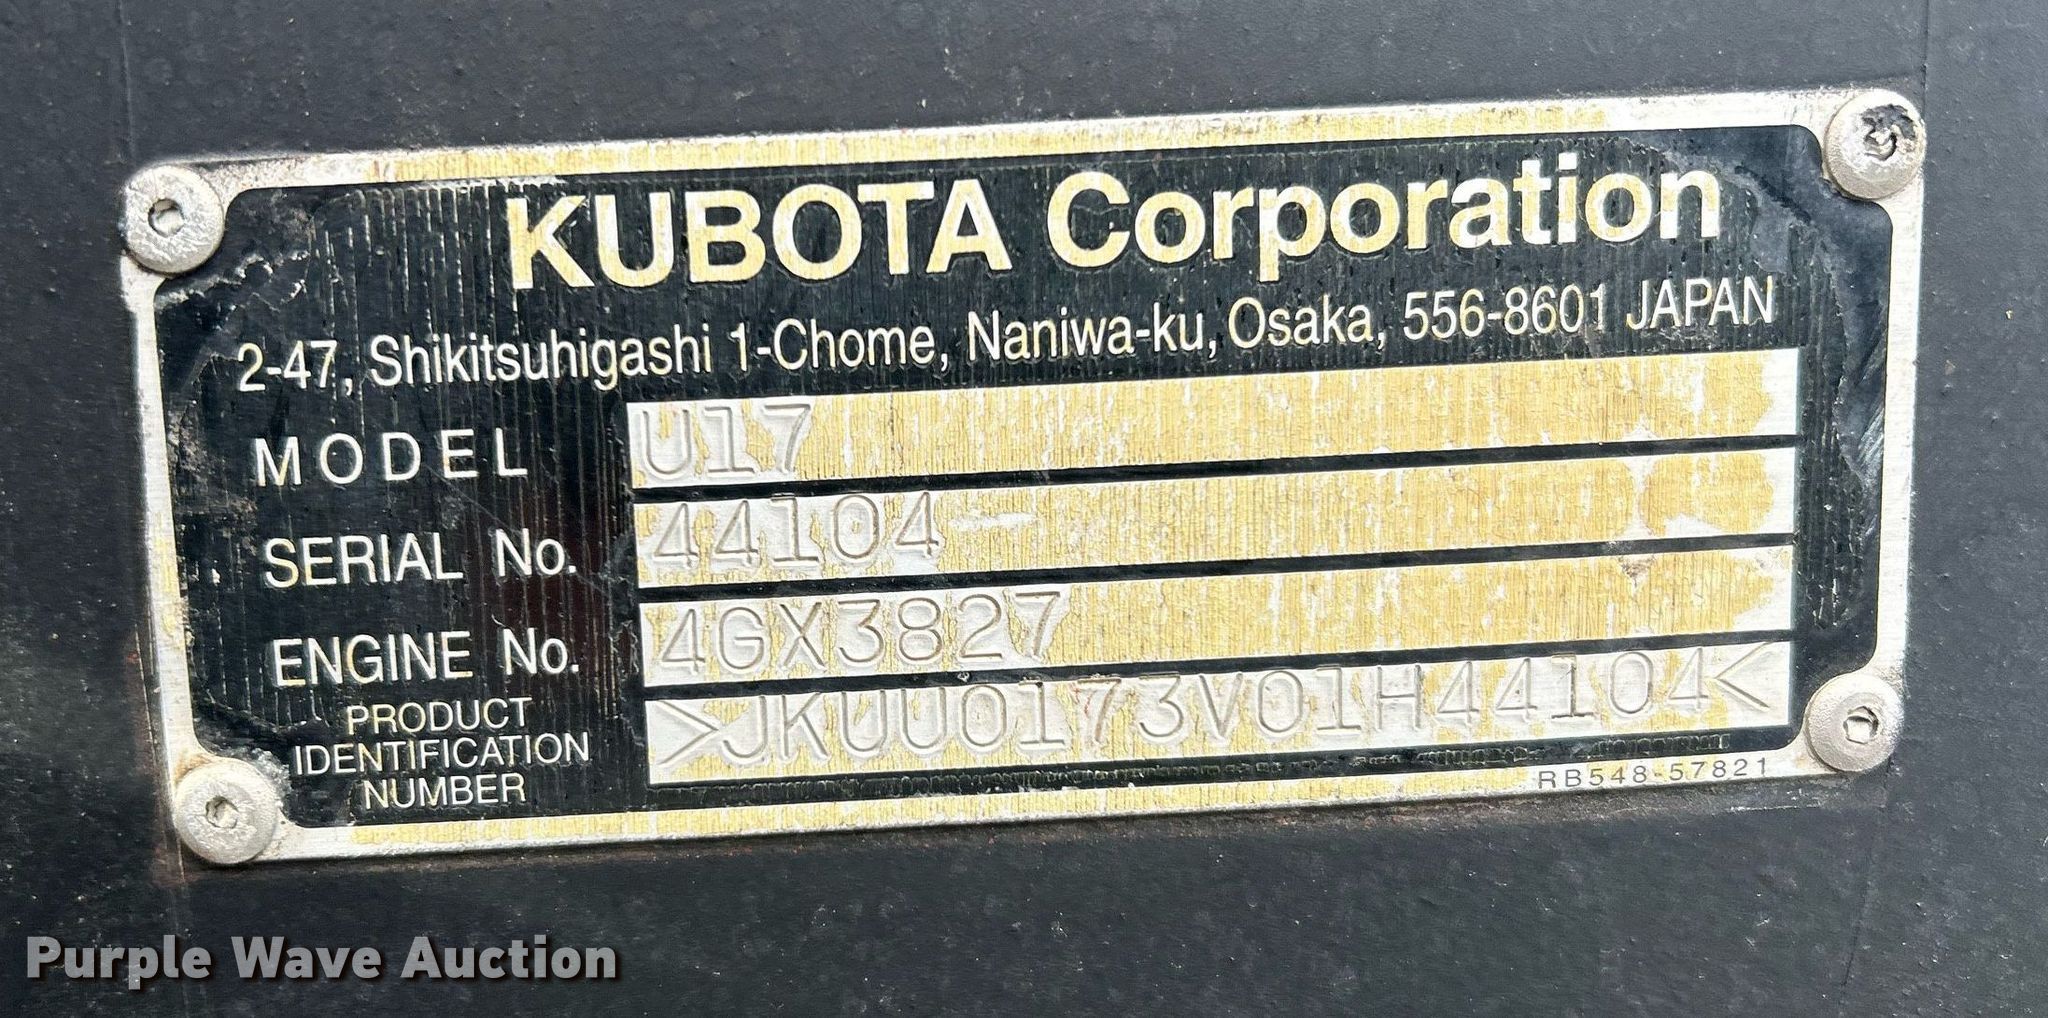 KUBOTA Corporation
2-47, Shikitsuhigashi 1-Chome, Naniwa-ku, Osaka, 556-8601 JAPAN
MODEL U17
SERIAL No. 44104
ENGINE No. 4GX3827
PRODUCT IDENTIFICATION NUMBER >JKUU0173V01H44104<
RB548-57821
Purple Wave Auction